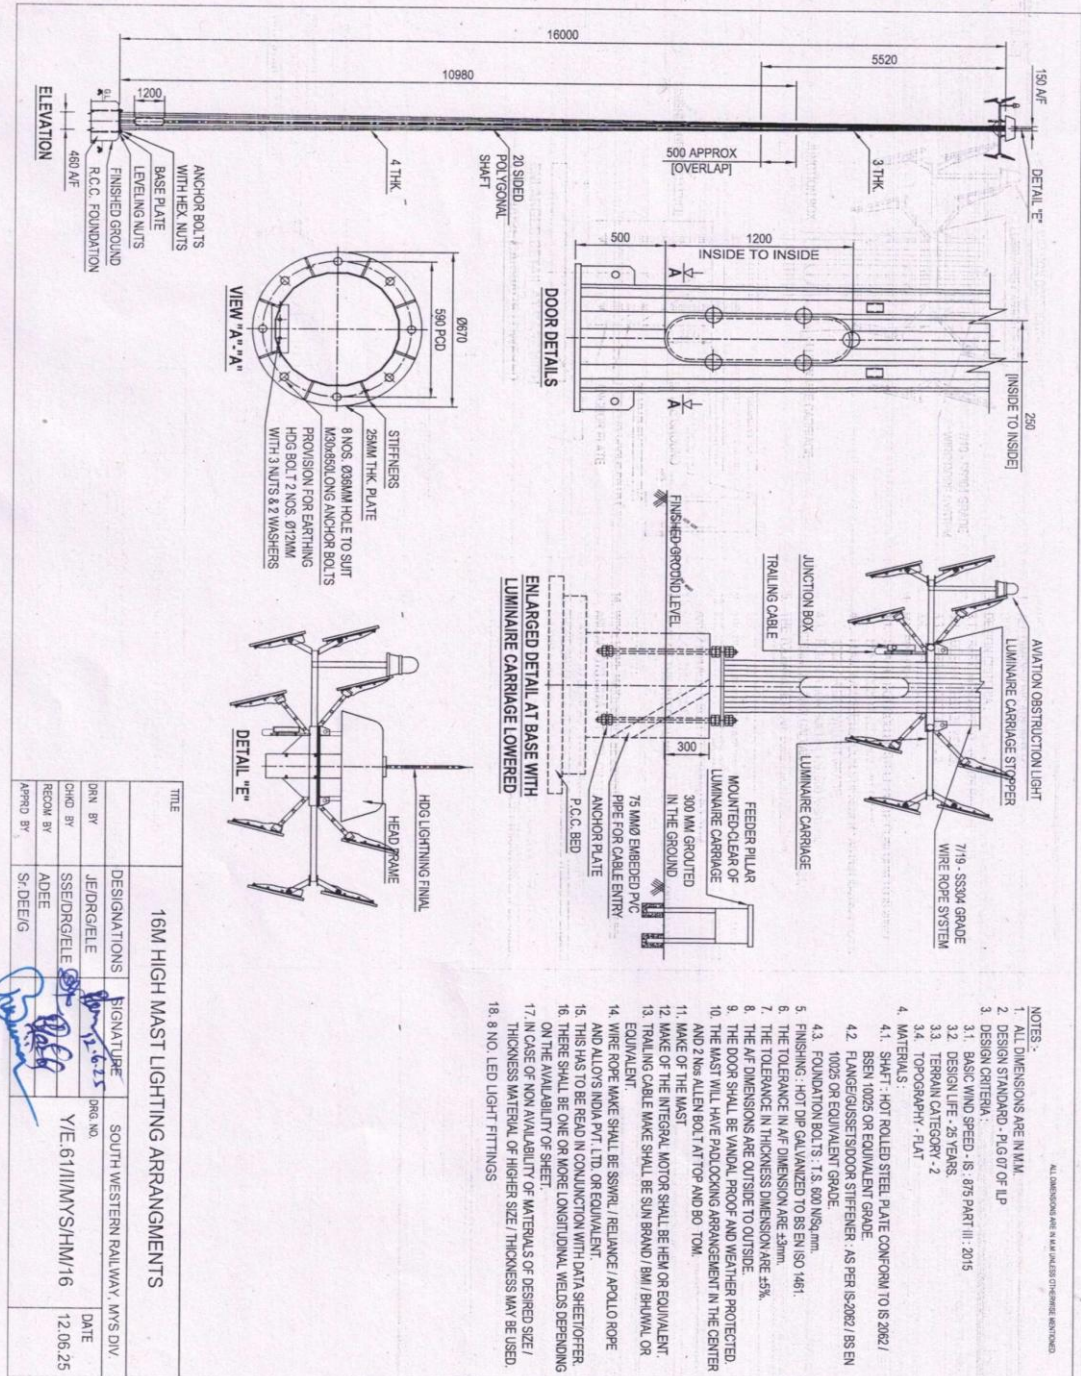 ALL DIMENSIONS ARE IN M.M UNLESS OTHERWISE MENTIONED
16000
5520
10980
1200
150 A/F
DETAIL "E"
3 THK.
500 APPROX
[OVERLAP]
20 SIDED
POLYGONAL
SHAFT
4 THK.
G.L
460 A/F
ANCHOR BOLTS
WITH HEX. NUTS
BASE PLATE
LEVELING NUTS
FINISHED GROUND
R.C.C. FOUNDATION
ELEVATION
500
1200
INSIDE TO INSIDE
250
[INSIDE TO INSIDE]
A
A
DOOR DETAILS
Ø670
590 PCD
VIEW "A"-"A"
STIFFNERS
25MM THK. PLATE
8 NOS. Ø36MM HOLE TO SUIT
M30x850LONG ANCHOR BOLTS
PROVISION FOR EARTHING
HDG BOLT 2 NOS. Ø12MM
WITH 3 NUTS & 2 WASHERS
AVIATION OBSTRUCTION LIGHT
LUMINAIRE CARRIAGE STOPPER
7/19 - SS304 GRADE
WIRE ROPE SYSTEM
JUNCTION BOX
TRAILING CABLE
LUMINAIRE CARRIAGE
FINISHED GROUND LEVEL
300
FEEDER PILLAR
MOUNTED-CLEAR OF
LUMINAIRE CARRIAGE
300 MM GROUTED
IN THE GROUND
75 MMØ EMBEDED PVC
PIPE FOR CABLE ENTRY
ANCHOR PLATE
P.C.C. BED
ENLARGED DETAIL AT BASE WITH
LUMINAIRE CARRIAGE LOWERED
HDG LIGHTNING FINIAL
HEAD FRAME
DETAIL "E"
NOTES :-
1. ALL DIMENSIONS ARE IN M.M.
2. DESIGN STANDARD - PLG 07 OF ILP
3. DESIGN CRITERIA :
3.1. BASIC WIND SPEED - IS : 875 PART III : 2015
3.2. DESIGN LIFE - 25 YEARS.
3.3. TERRAIN CATEGORY - 2
3.4. TOPOGRAPHY - FLAT
4. MATERIALS :
4.1. SHAFT : HOT ROLLED STEEL PLATE CONFORM TO IS 2062 /
BSEN 10025 OR EQUIVALENT GRADE.
4.2. FLANGE/GUSSETS/DOOR STIFFENER : AS PER IS-2062 / BS EN
10025 OR EQUIVALENT GRADE.
4.3. FOUNDATION BOLTS : T.S. 600 N/Sq.mm.
5. FINISHING : HOT DIP GALVANIZED TO BS EN ISO 1461.
6. THE TOLERANCE IN A/F DIMENSION ARE ±3mm.
7. THE TOLERANCE IN THICKNESS DIMENSION ARE ±5%.
8. THE A/F DIMENSIONS ARE OUTSIDE TO OUTSIDE.
9. THE DOOR SHALL BE VANDAL PROOF AND WEATHER PROTECTED.
10. THE MAST WILL HAVE PADLOCKING ARRANGEMENT IN THE CENTER
AND 2 Nos ALLEN BOLT AT TOP AND BO TOM.
11. MAKE OF THE MAST
12. MAKE OF THE INTEGRAL MOTOR SHALL BE HEM OR EQUIVALENT.
13. TRAILING CABLE MAKE SHALL BE SUN BRAND / BMI / BHUWAL OR
EQUIVALENT.
14. WIRE ROPE MAKE SHALL BE SSWRL / RELIANCE / APOLLO ROPE
AND ALLOYS INDIA PVT. LTD. OR EQUIVALENT.
15. THIS HAS TO BE READ IN CONJUNCTION WITH DATA SHEET/OFFER.
16. THERE SHALL BE ONE OR MORE LONGITUDINAL WELDS DEPENDING
ON THE AVAILABILITY OF SHEET.
17. IN CASE OF NON AVAILABILITY OF MATERIALS OF DESIRED SIZE /
THICKNESS MATERIAL OF HIGHER SIZE / THICKNESS MAY BE USED.
18. 8 NO. LED LIGHT FITTINGS
TITLE
16M HIGH MAST LIGHTING ARRANGMENTS
DESIGNATIONS
SIGNATURE
SOUTH WESTERN RAILWAY, MYS DIV.
DRN BY
JE/DRG/ELE
12.6.25
DRG. NO.
DATE
CHKD BY
SSE/DRG/ELE
Y/E.61/II/MYS/HM/16
12.06.25
RECOM BY
ADEE
APPRD BY
Sr.DEE/G